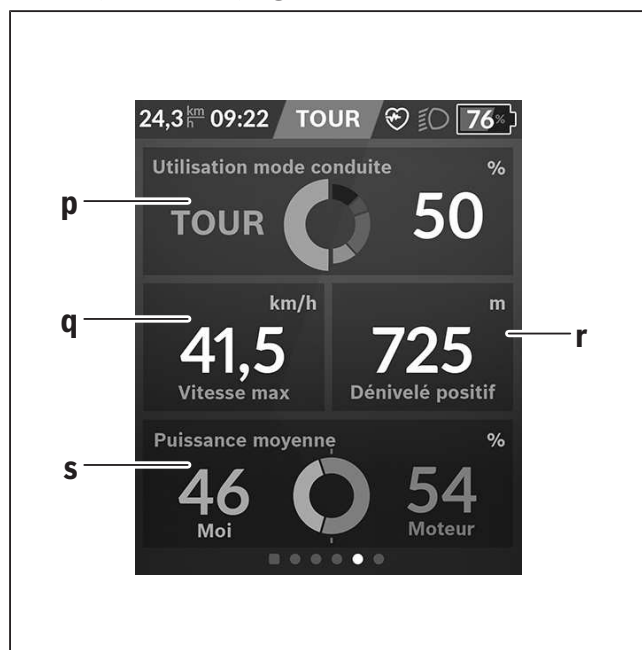 24,3 km/h 09:22 TOUR 76%
Utilisation mode conduite %
p
TOUR 50
q
km/h
41,5
Vitesse max
m
725
Dénivelé positif
r
Puissance moyenne %
s
46
Moi
54
Moteur